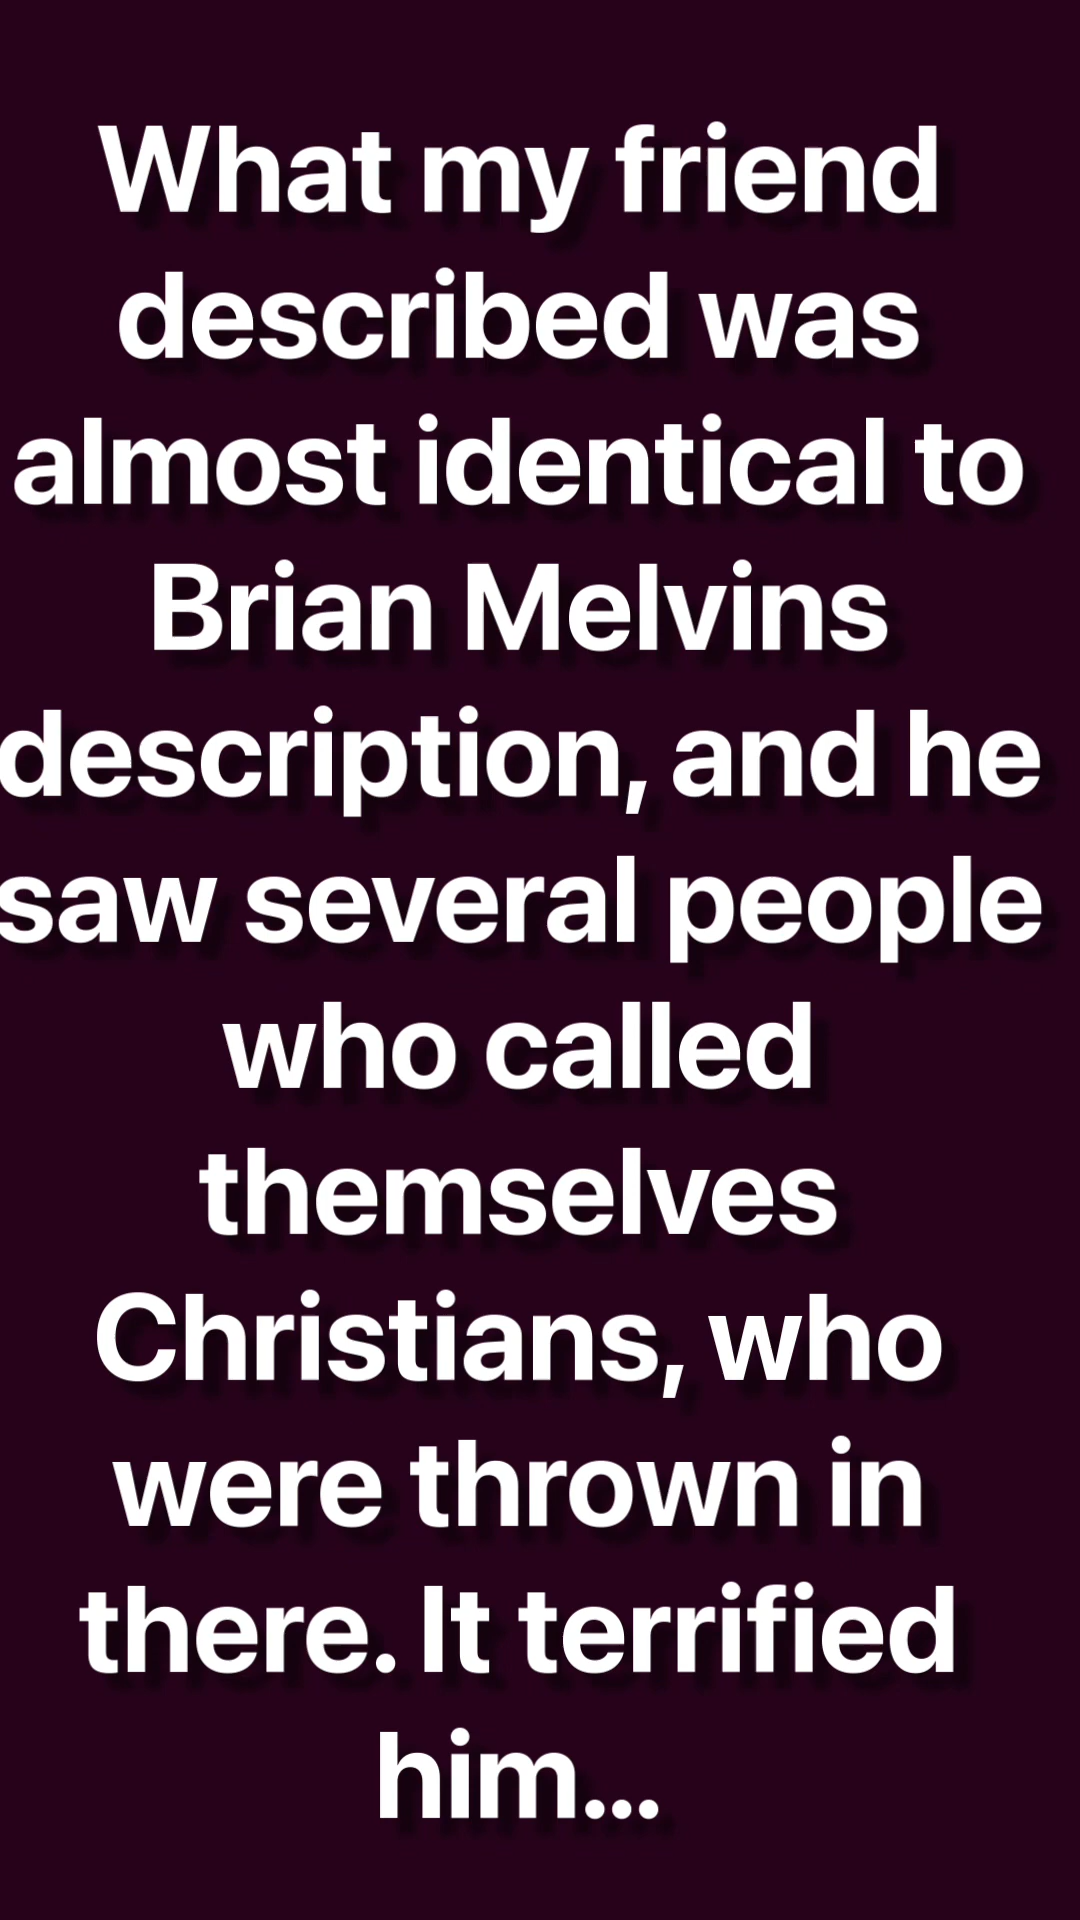 What my friend
described was
almost identical to
Brian Melvins
description, and he
saw several people
who called
themselves
Christians, who
were thrown in
there. It terrified
him...